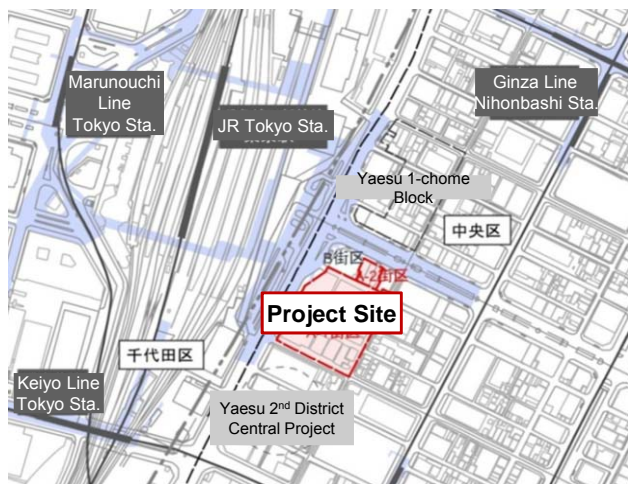 Marunouchi
Line
Tokyo Sta.
JR Tokyo Sta.
Ginza Line
Nihonbashi Sta.
Yaesu 1-chome
Block
中央区
B街区
A-2街区
Project Site
千代田区
Keiyo Line
Tokyo Sta.
Yaesu 2nd District
Central Project